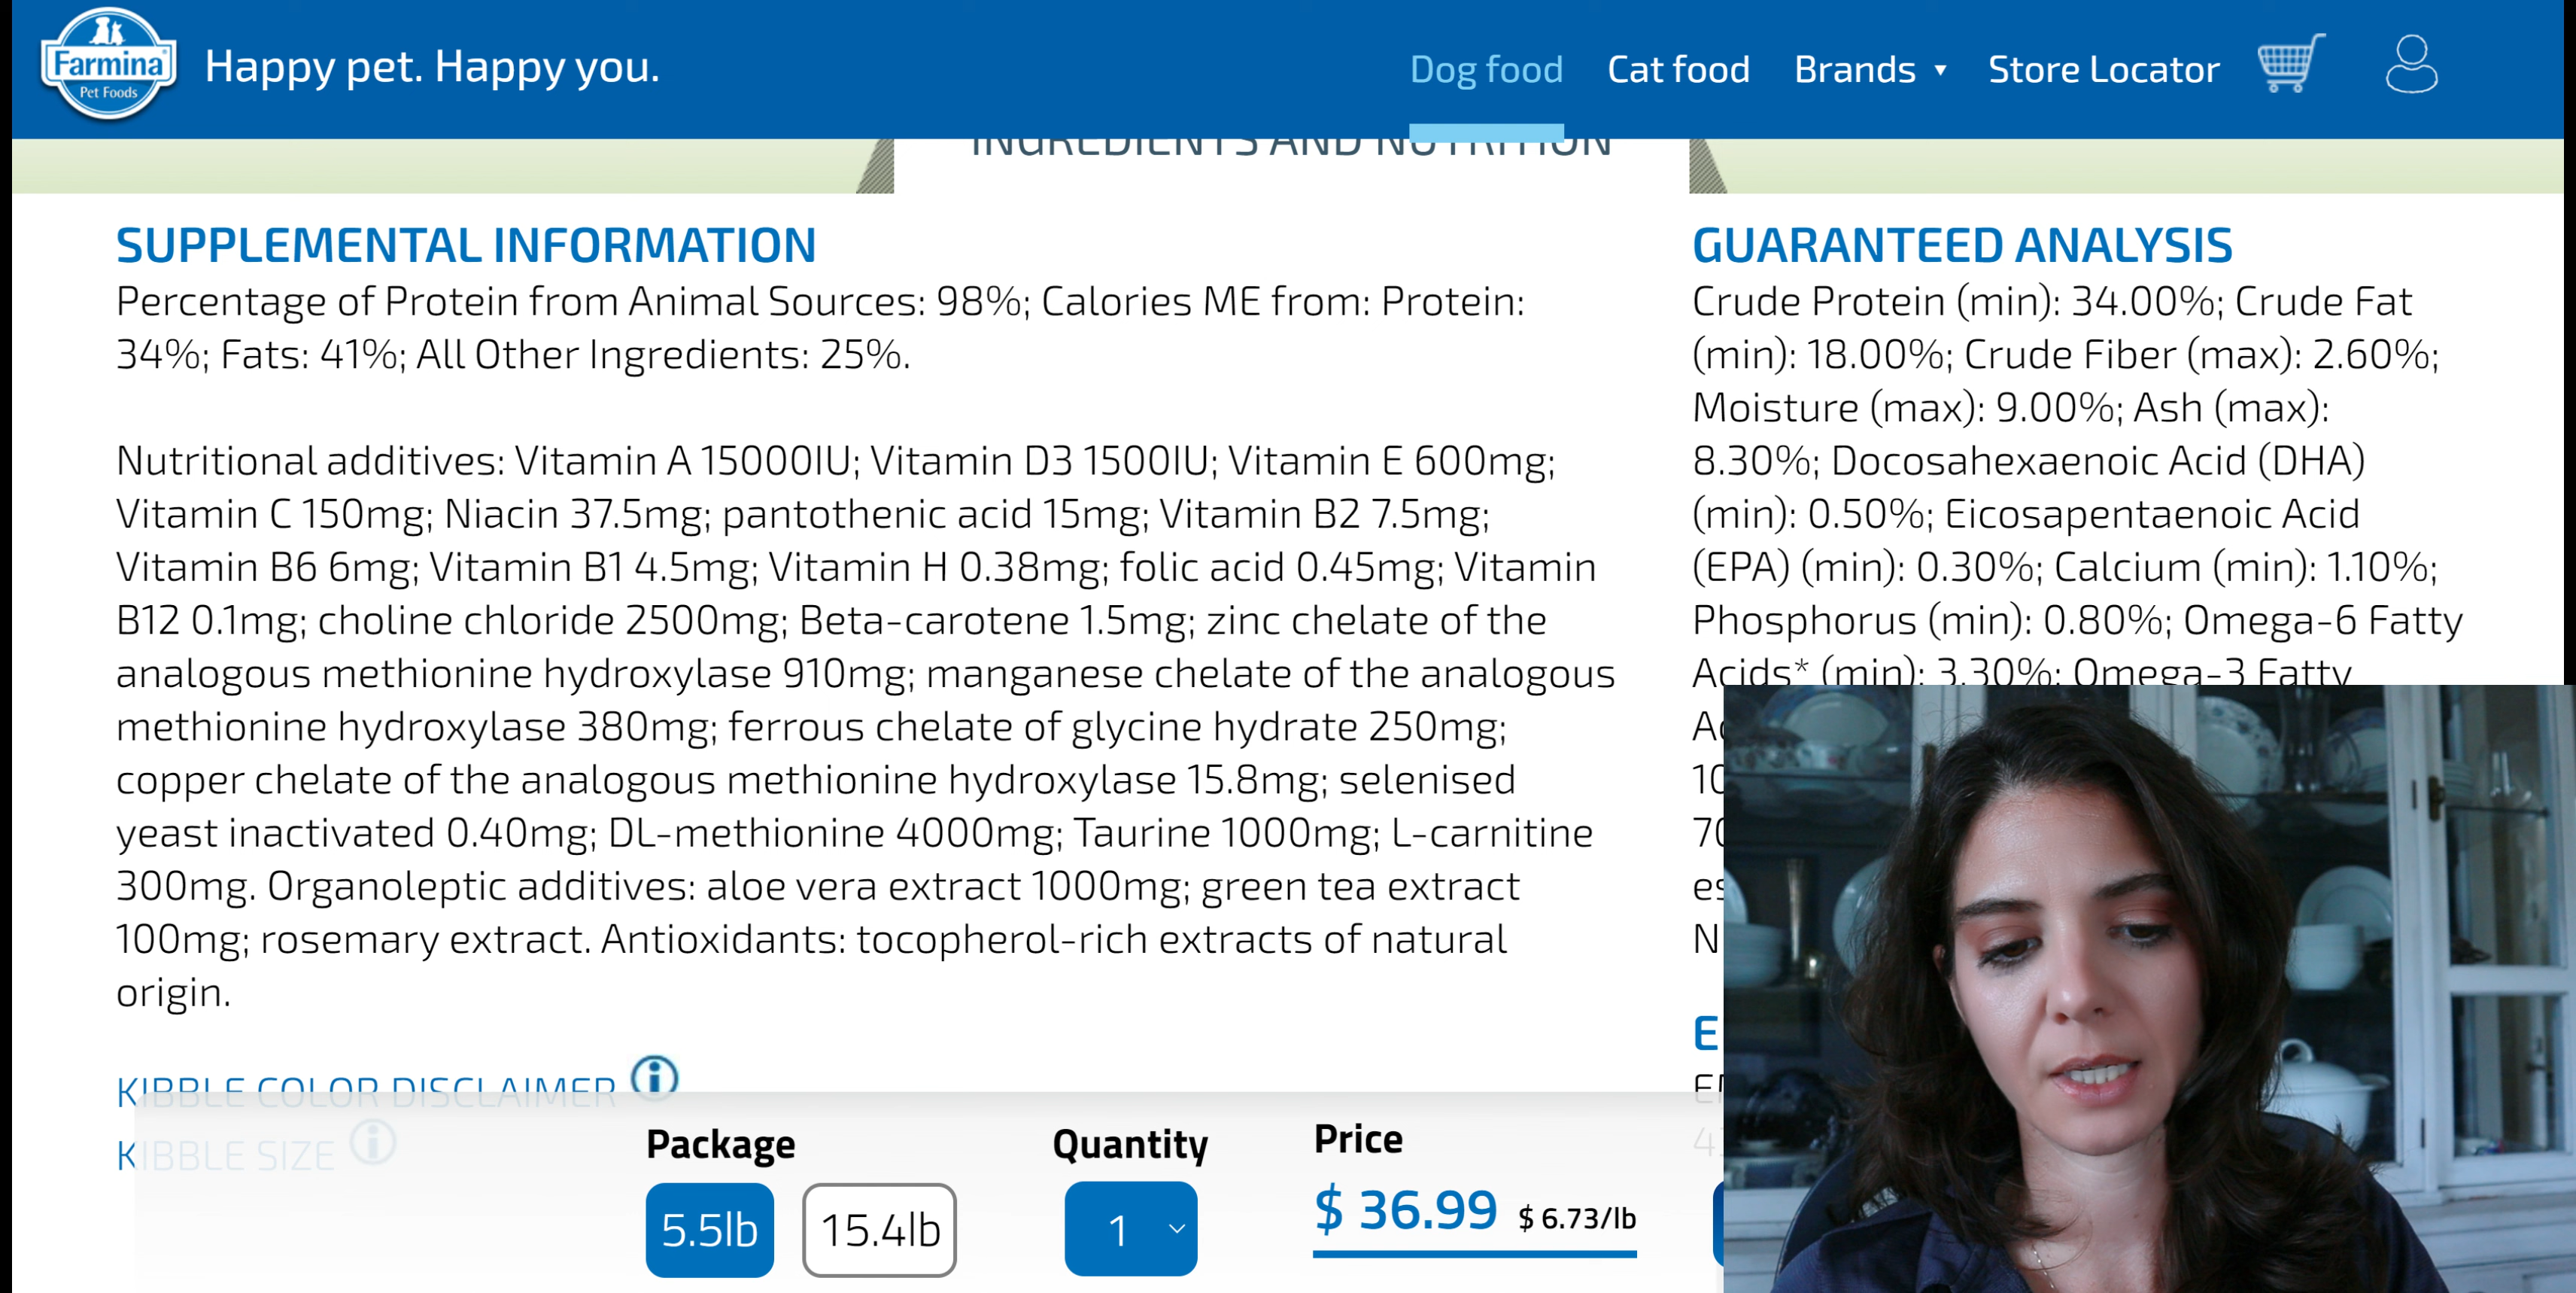 Farmina
Pet Foods
Happy pet. Happy you.
Dog food
Cat food
Brands
Store Locator
INGREDIENTS AND NUTRITION
SUPPLEMENTAL INFORMATION
Percentage of Protein from Animal Sources: 98%; Calories ME from: Protein:
34%; Fats: 41%; All Other Ingredients: 25%.
Nutritional additives: Vitamin A 15000IU; Vitamin D3 1500IU; Vitamin E 600mg;
Vitamin C 150mg; Niacin 37.5mg; pantothenic acid 15mg; Vitamin B2 7.5mg;
Vitamin B6 6mg; Vitamin B1 4.5mg; Vitamin H 0.38mg; folic acid 0.45mg; Vitamin
B12 0.1mg; choline chloride 2500mg; Beta-carotene 1.5mg; zinc chelate of the
analogous methionine hydroxylase 910mg; manganese chelate of the analogous
methionine hydroxylase 380mg; ferrous chelate of glycine hydrate 250mg;
copper chelate of the analogous methionine hydroxylase 15.8mg; selenised
yeast inactivated 0.40mg; DL-methionine 4000mg; Taurine 1000mg; L-carnitine
300mg. Organoleptic additives: aloe vera extract 1000mg; green tea extract
100mg; rosemary extract. Antioxidants: tocopherol-rich extracts of natural
origin.
KIBBLE COLOR DISCLAIMER
KIBBLE SIZE
GUARANTEED ANALYSIS
Crude Protein (min): 34.00%; Crude Fat
(min): 18.00%; Crude Fiber (max): 2.60%;
Moisture (max): 9.00%; Ash (max):
8.30%; Docosahexaenoic Acid (DHA)
(min): 0.50%; Eicosapentaenoic Acid
(EPA) (min): 0.30%; Calcium (min): 1.10%;
Phosphorus (min): 0.80%; Omega-6 Fatty
Acids* (min): 3.30%; Omega-3 Fatty
Package
5.5lb
15.4lb
Quantity
1
Price
$ 36.99 $ 6.73/lb